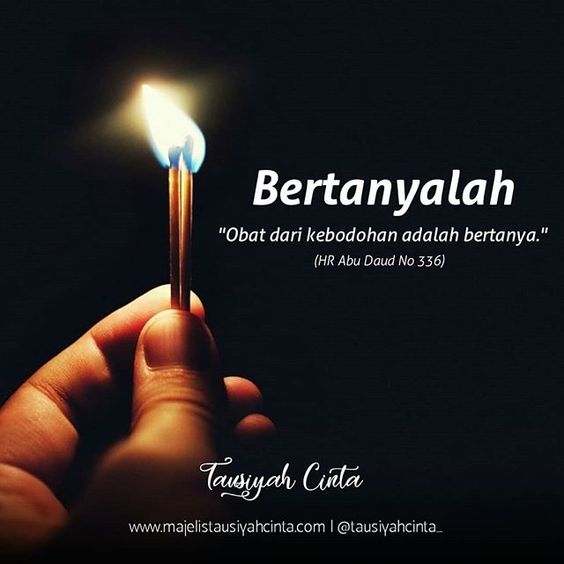 Bertanyalah
"Obat dari kebodohan adalah bertanya."
(HR Abu Daud No 336)
Tausiyah Cinta
www.majelistausiyahcinta.com | @tausiyahcinta_